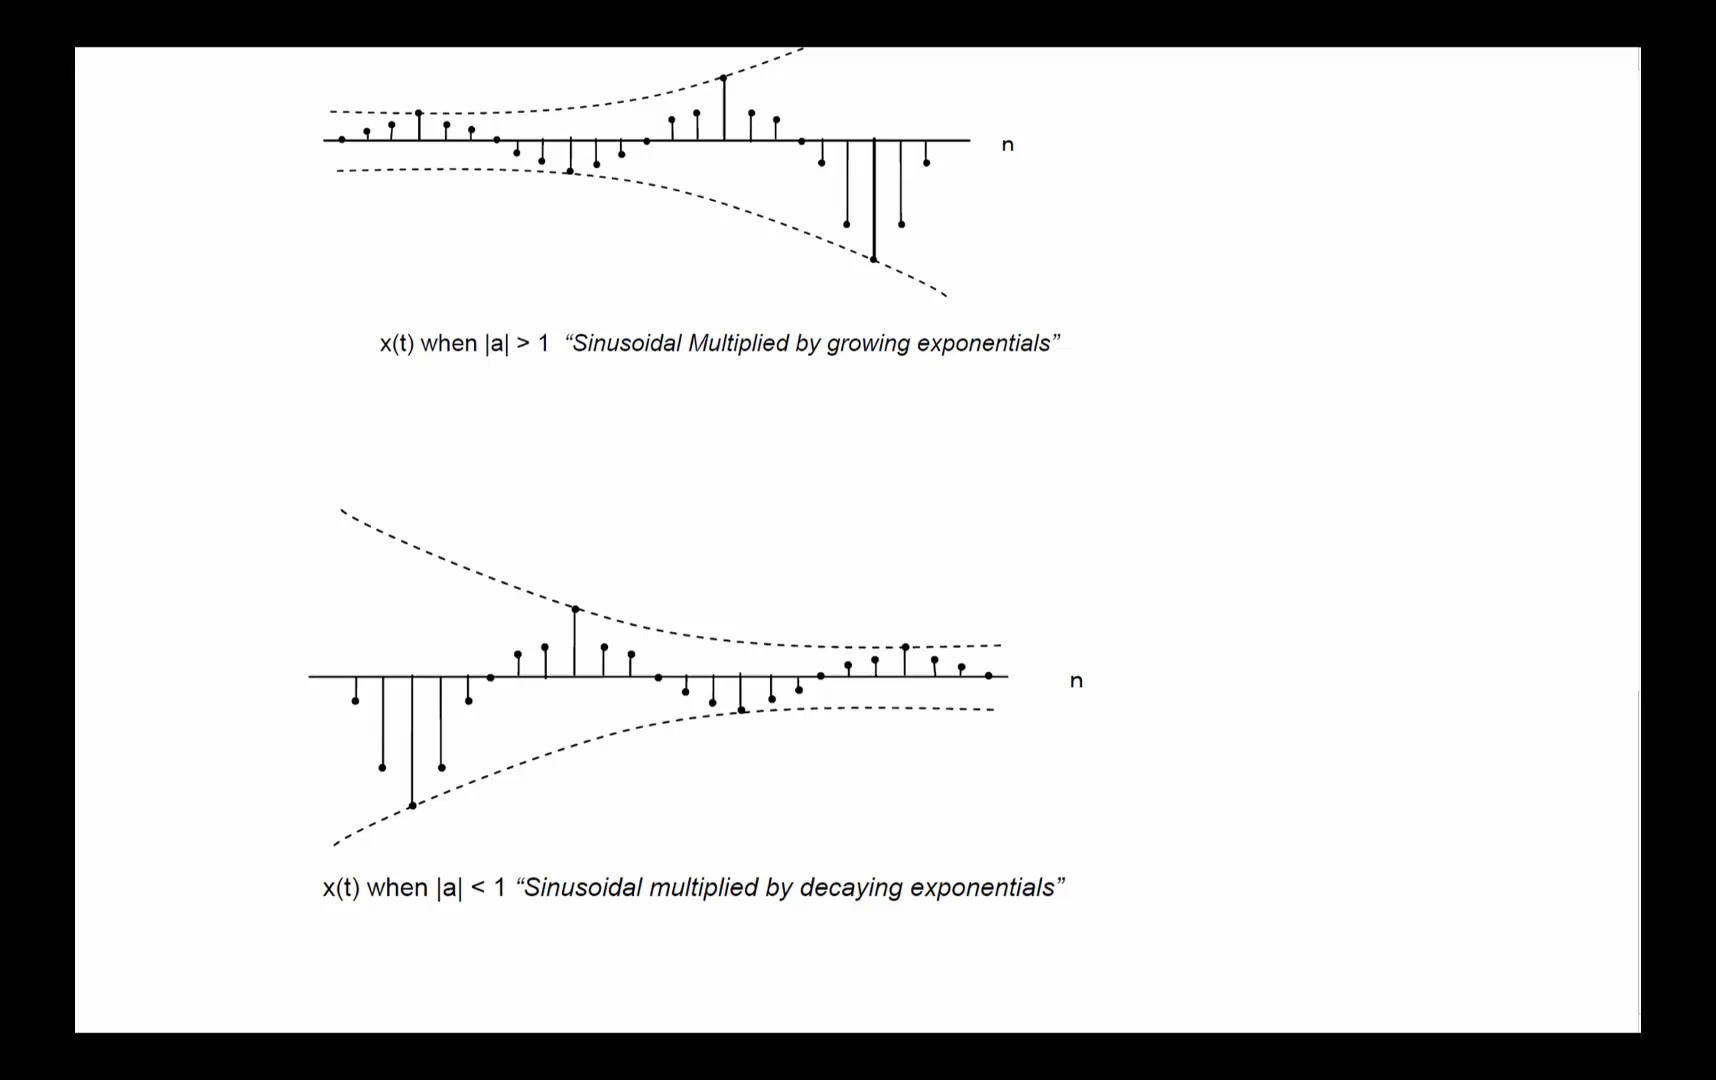 n
x(t) when |a| > 1 “Sinusoidal Multiplied by growing exponentials”
n
x(t) when |a| < 1 “Sinusoidal multiplied by decaying exponentials”